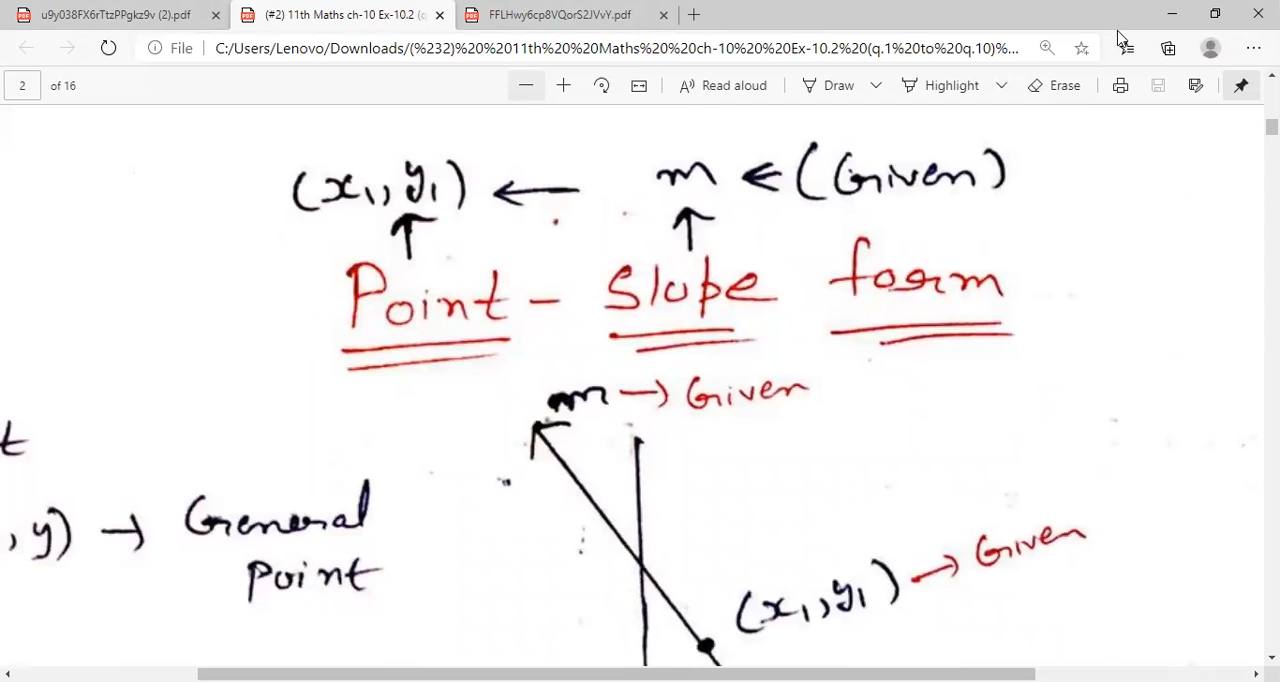 u9y038FX6rTtzPPgkz9v (2).pdf
(#2) 11th Maths ch-10 Ex-10.2 (
FFLHwy6cp8VQorS2JVvY.pdf
File
C:/Users/Lenovo/Downloads/(%232)%20%2011th%20%20Maths%20%20ch-10%20%20Ex-10.2%20(q.1%20to%20q.10)%...
2 of 16
Read aloud
Draw
Highlight
Erase
(x₁, y₁) ← m ← (Given)
↑ ↑
Point - Slope form
m → Given
t
, y) → General
Point
(x₁, y₁) → Given